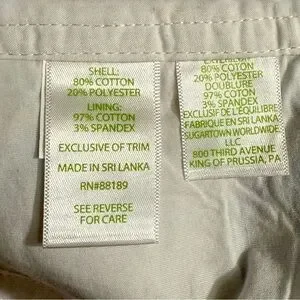 SHELL:
80% COTTON
20% POLYESTER
LINING:
97% COTTON
3% SPANDEX
EXCLUSIVE OF TRIM
MADE IN SRI LANKA
RN#88189
SEE REVERSE
FOR CARE
80% COTON
20% POLYESTER
DOUBLURE
97% COTON
3% SPANDEX
EXCLUSIF DE L'EQUILIBRE
FABRIQUE EN SRI LANKA
SUGARTOWN WORLDWIDE,
LLC
800 THIRD AVENUE
KING OF PRUSSIA, PA